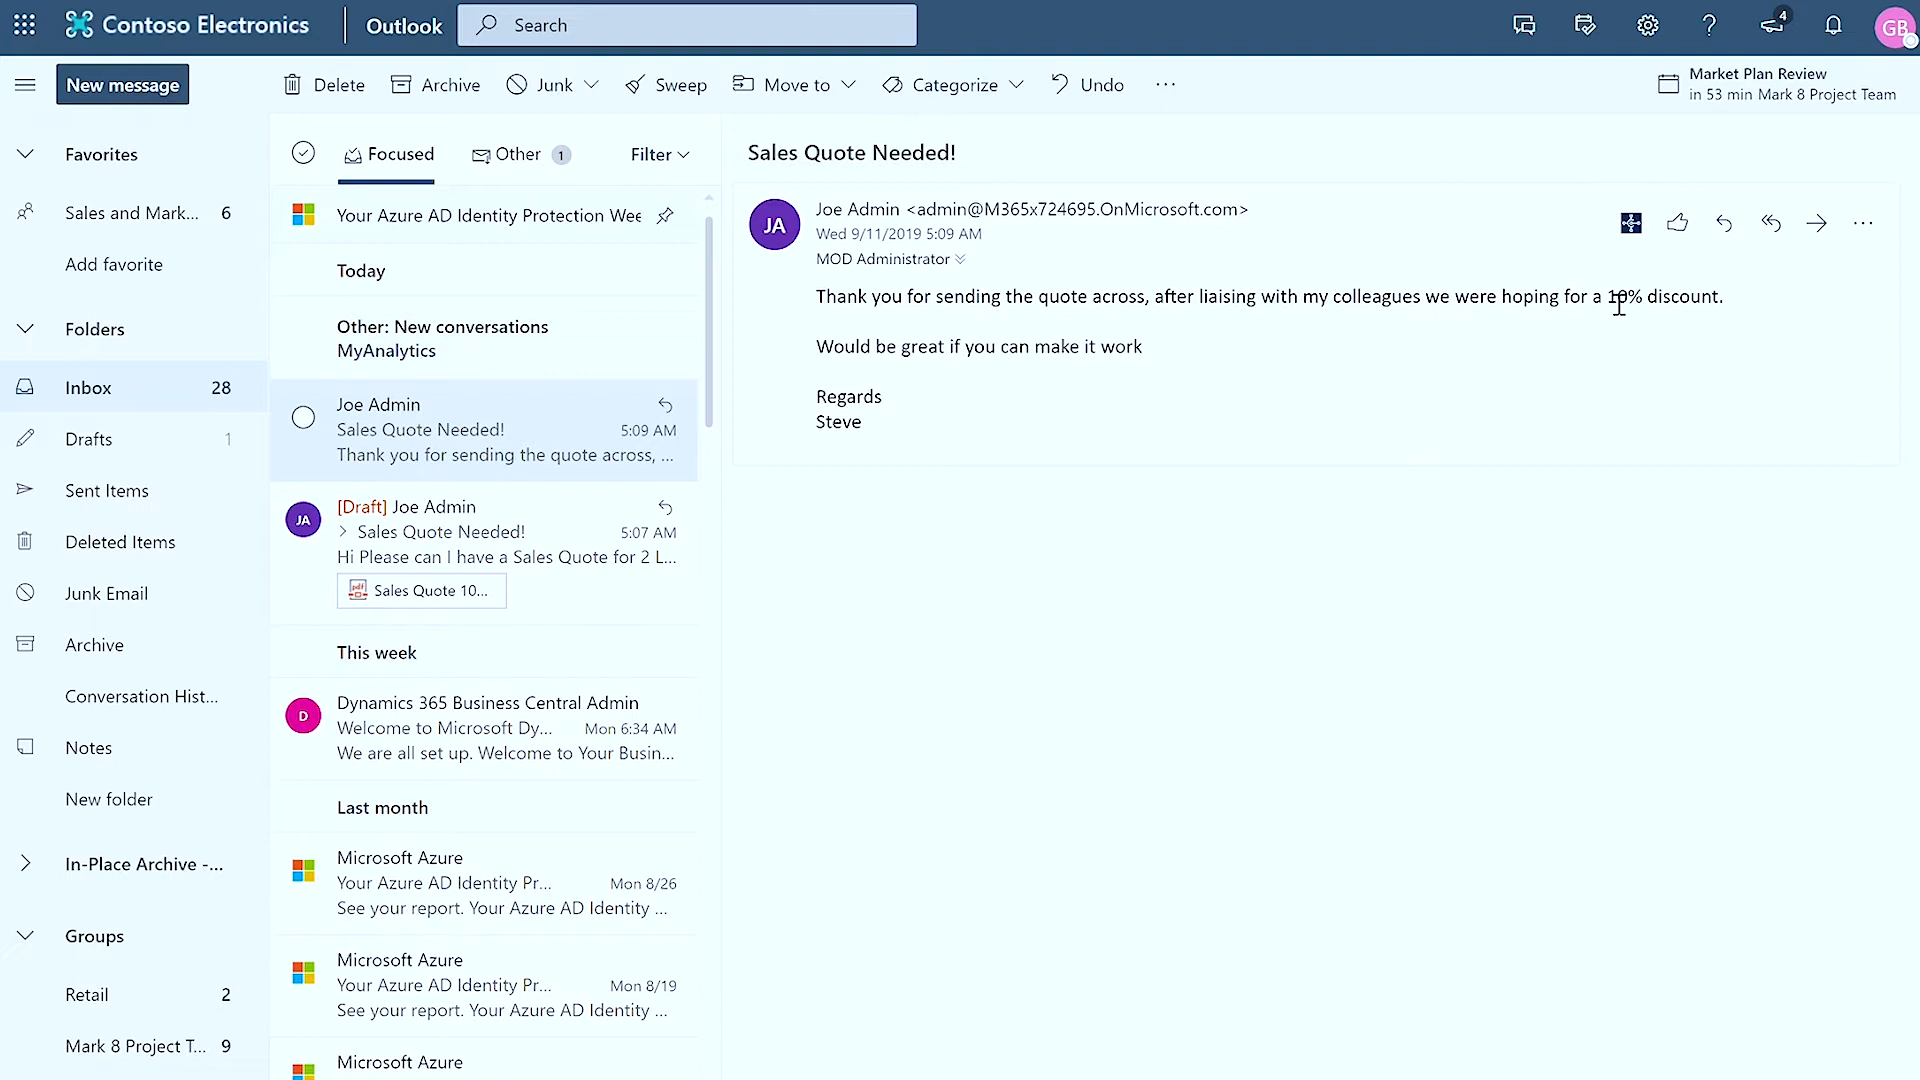 Contoso Electronics
Outlook
Search
4
GB
New message
Delete
Archive
Junk
Sweep
Move to
Categorize
Undo
Market Plan Review
in 53 min Mark 8 Project Team
Favorites
Sales and Mark... 6
Add favorite
Folders
Inbox 28
Drafts 1
Sent Items
Deleted Items
Junk Email
Archive
Conversation Hist...
Notes
New folder
In-Place Archive -...
Groups
Retail 2
Mark 8 Project T... 9
Focused
Other 1
Filter
Your Azure AD Identity Protection Wee
Today
Other: New conversations
MyAnalytics
Joe Admin
Sales Quote Needed!
5:09 AM
Thank you for sending the quote across, ...
JA
[Draft] Joe Admin
Sales Quote Needed!
5:07 AM
Hi Please can I have a Sales Quote for 2 L...
pdf
Sales Quote 10...
This week
D
Dynamics 365 Business Central Admin
Welcome to Microsoft Dy... Mon 6:34 AM
We are all set up. Welcome to Your Busin...
Last month
Microsoft Azure
Your Azure AD Identity Pr... Mon 8/26
See your report. Your Azure AD Identity ...
Microsoft Azure
Your Azure AD Identity Pr... Mon 8/19
See your report. Your Azure AD Identity ...
Microsoft Azure
Sales Quote Needed!
JA
Joe Admin <admin@M365x724695.OnMicrosoft.com>
Wed 9/11/2019 5:09 AM
MOD Administrator
Thank you for sending the quote across, after liaising with my colleagues we were hoping for a 10% discount.
Would be great if you can make it work
Regards
Steve